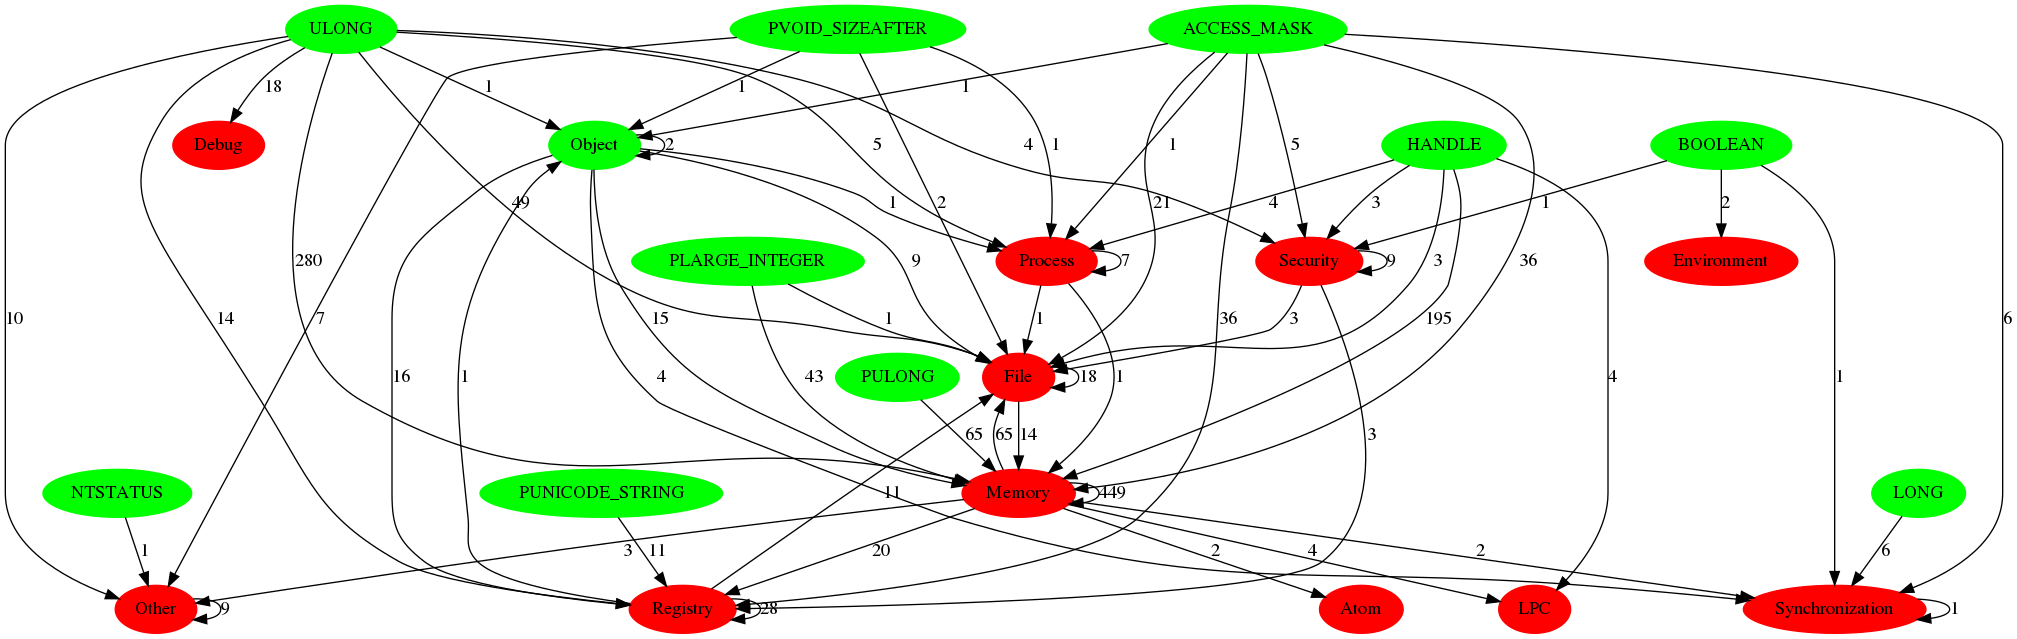 ULONG
PVOID_SIZEAFTER
ACCESS_MASK
18
1
1
1
Debug
Object
2
5
4
1
1
5
HANDLE
BOOLEAN
49
1
2
21
4
3
1
2
280
PLARGE_INTEGER
9
Process
7
Security
9
3
36
Environment
10
14
7
16
1
15
1
1
3
36
195
4
1
6
4
43
PULONG
File
18
1
65
65
14
3
NTSTATUS
PUNICODE_STRING
11
Memory
449
LONG
1
11
3
20
2
4
2
6
Other
9
Registry
28
Atom
LPC
Synchronization
1